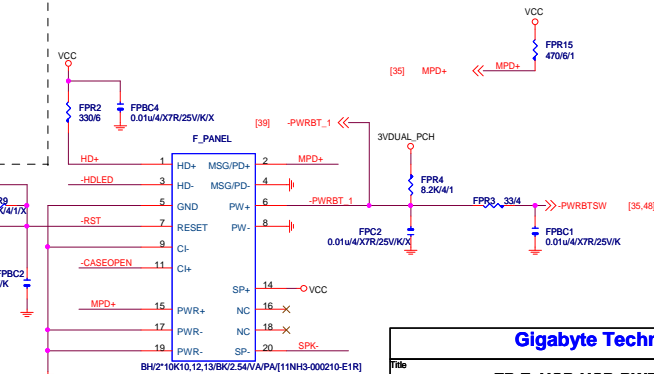 VCC
FPR15
470/6/1
[35] MPD+ MPD+
VCC
FPR2
330/6
FPBC4
0.01u/4/X7R/25V/K/X
[39] -PWRBT_1
3VDUAL_PCH
F_PANEL
FPR4
8.2K/4/1
HD+ 1 HD+ MSG/PD+ 2 MPD+
-HDLED 3 HD- MSG/PD- 4
5 GND PW+ 6 -PWRBT_1
FPR3 33/4
-PWRBTSW [35,48]
-RST 7 RESET PW- 8
FPC2
0.01u/4/X7R/25V/K/X
FPBC1
0.01u/4/X7R/25V/K
9 CI-
-CASEOPEN 11 CI+
SP+ 14 VCC
MPD+ 15 PWR+ NC 16
17 PWR- NC 18
19 PWR- SP- 20 SPK-
BH/2*10K10,12,13/BK/2.54/VA/PA/[11NH3-000210-E1R]
R9
K/4/1/X
FPBC2
/K
Gigabyte Techn
Title